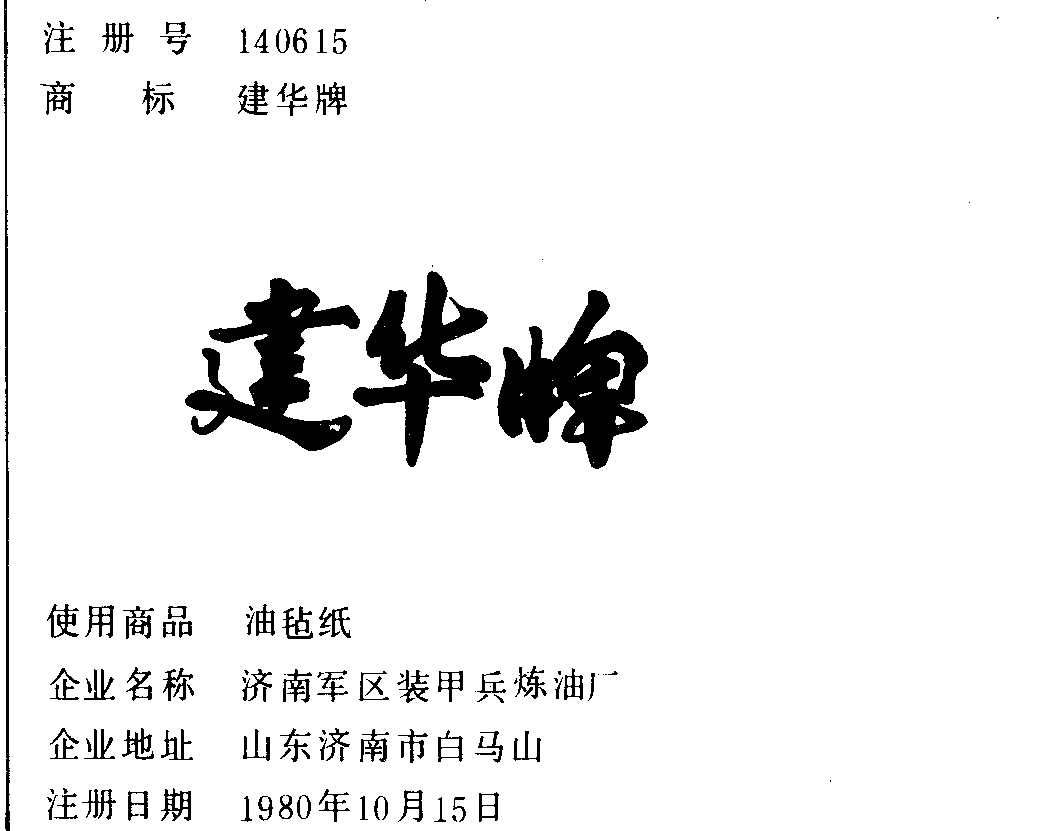 注册号 140615
商标 建华牌
建华牌
使用商品 油毡纸
企业名称 济南军区装甲兵炼油厂
企业地址 山东济南市白马山
注册日期 1980年10月15日